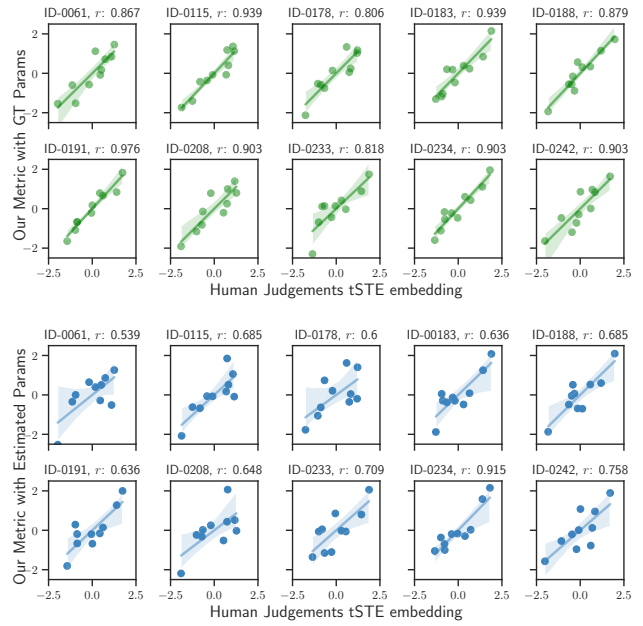 ID-0061, r: 0.867 ID-0115, r: 0.939 ID-0178, r: 0.806 ID-0183, r: 0.939 ID-0188, r: 0.879
2
0
−2
ID-0191, r: 0.976 ID-0208, r: 0.903 ID-0233, r: 0.818 ID-0234, r: 0.903 ID-0242, r: 0.903
2
0
−2
Our Metric with GT Params
−2.5 0.0 2.5 −2.5 0.0 2.5 −2.5 0.0 2.5 −2.5 0.0 2.5 −2.5 0.0 2.5
Human Judgements tSTE embedding
ID-0061, r: 0.539 ID-0115, r: 0.685 ID-0178, r: 0.6 ID-00183, r: 0.636 ID-0188, r: 0.685
2
0
−2
ID-0191, r: 0.636 ID-0208, r: 0.648 ID-0233, r: 0.709 ID-0234, r: 0.915 ID-0242, r: 0.758
2
0
−2
Our Metric with Estimated Params
−2.5 0.0 2.5 −2.5 0.0 2.5 −2.5 0.0 2.5 −2.5 0.0 2.5 −2.5 0.0 2.5
Human Judgements tSTE embedding